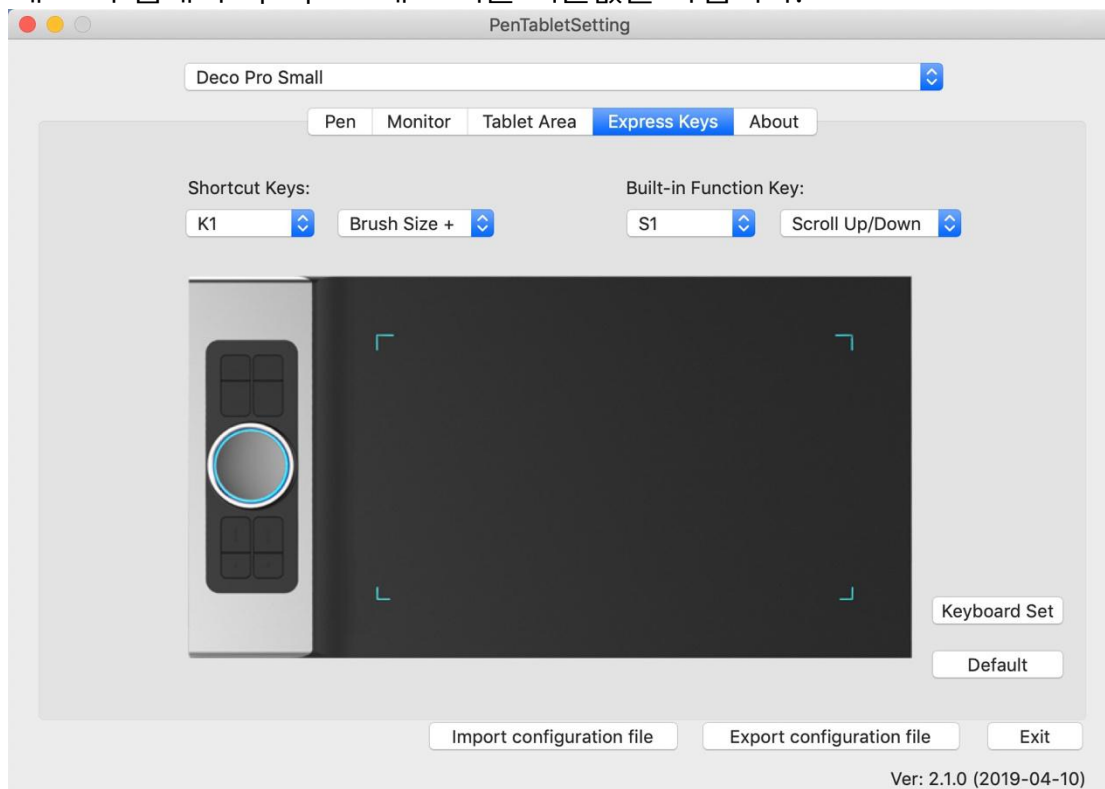 PenTabletSetting
Deco Pro Small
Pen Monitor Tablet Area Express Keys About
Shortcut Keys: Built-in Function Key:
K1 Brush Size + S1 Scroll Up/Down
Keyboard Set
Default
Import configuration file Export configuration file Exit
Ver: 2.1.0 (2019-04-10)